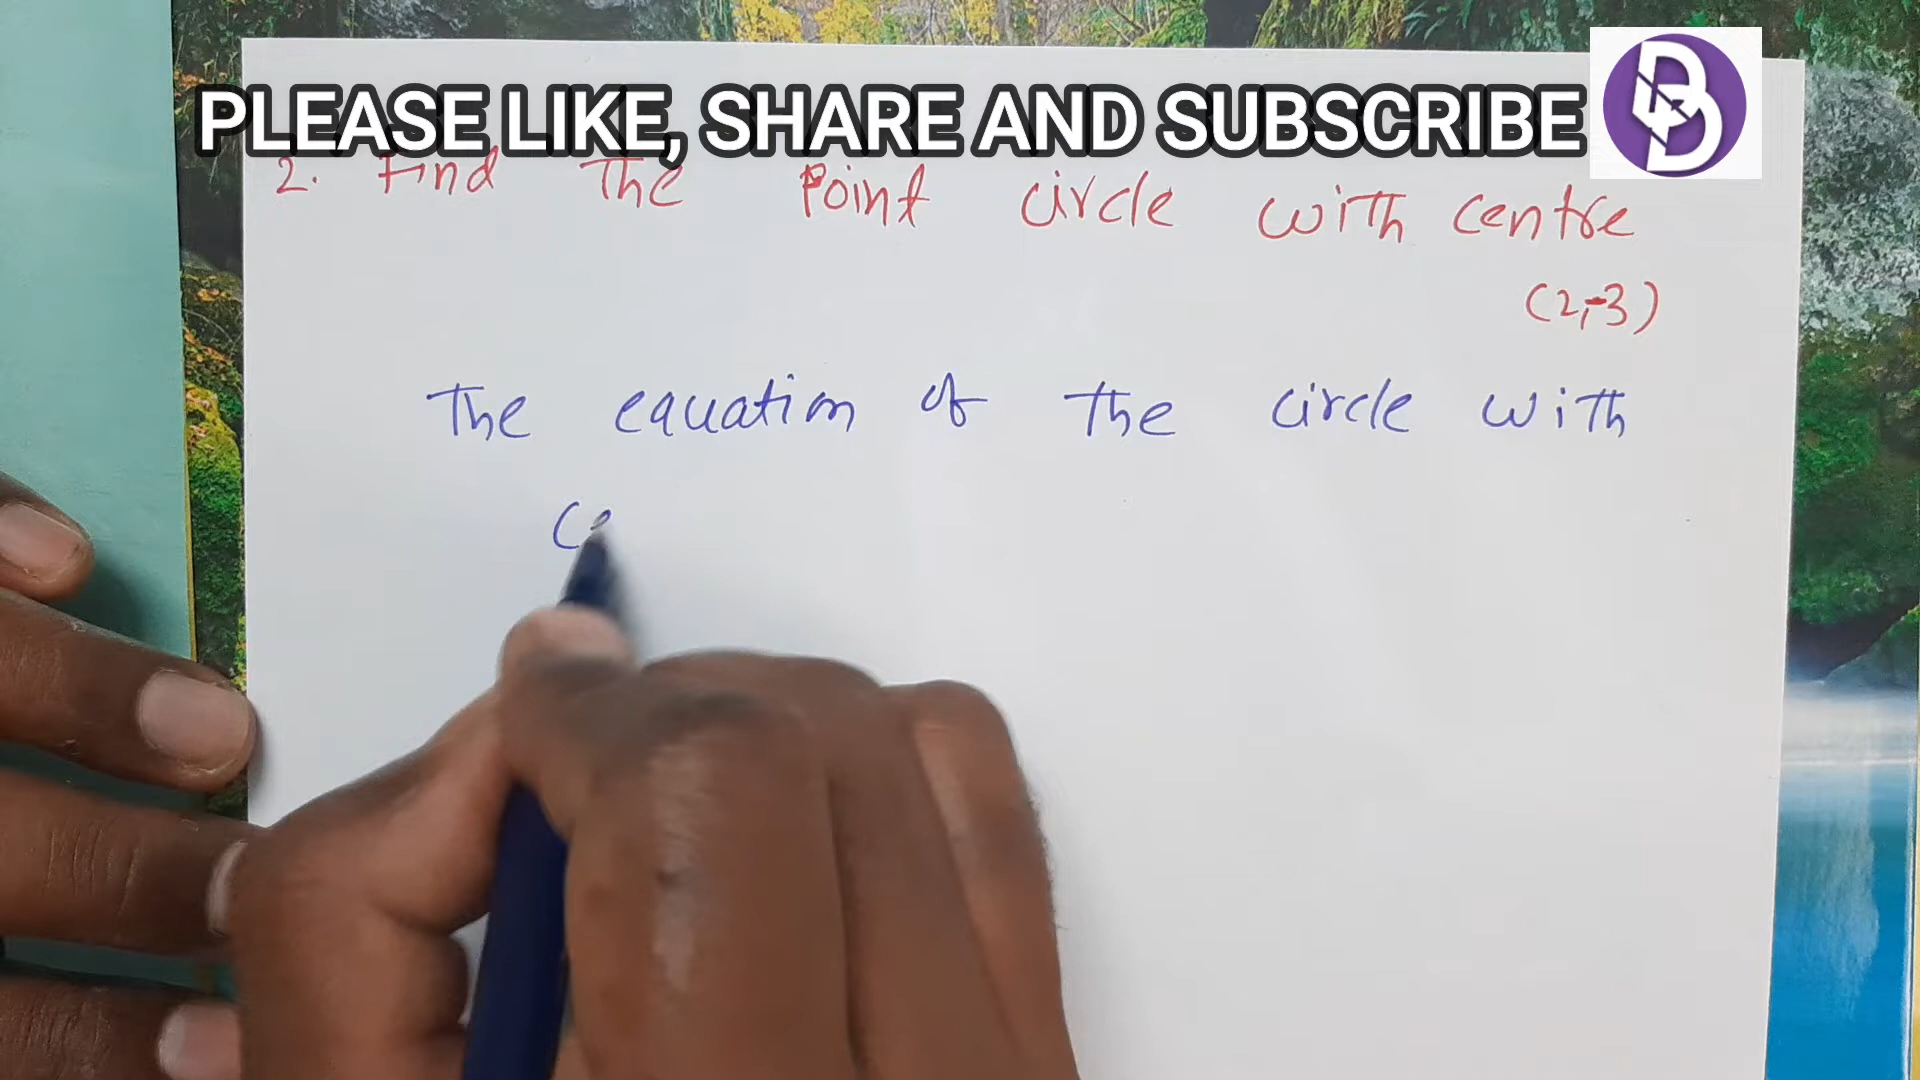 PLEASE LIKE, SHARE AND SUBSCRIBE
2. Find The Point circle with centre
(2,-3)
The equation of the circle with
Ce